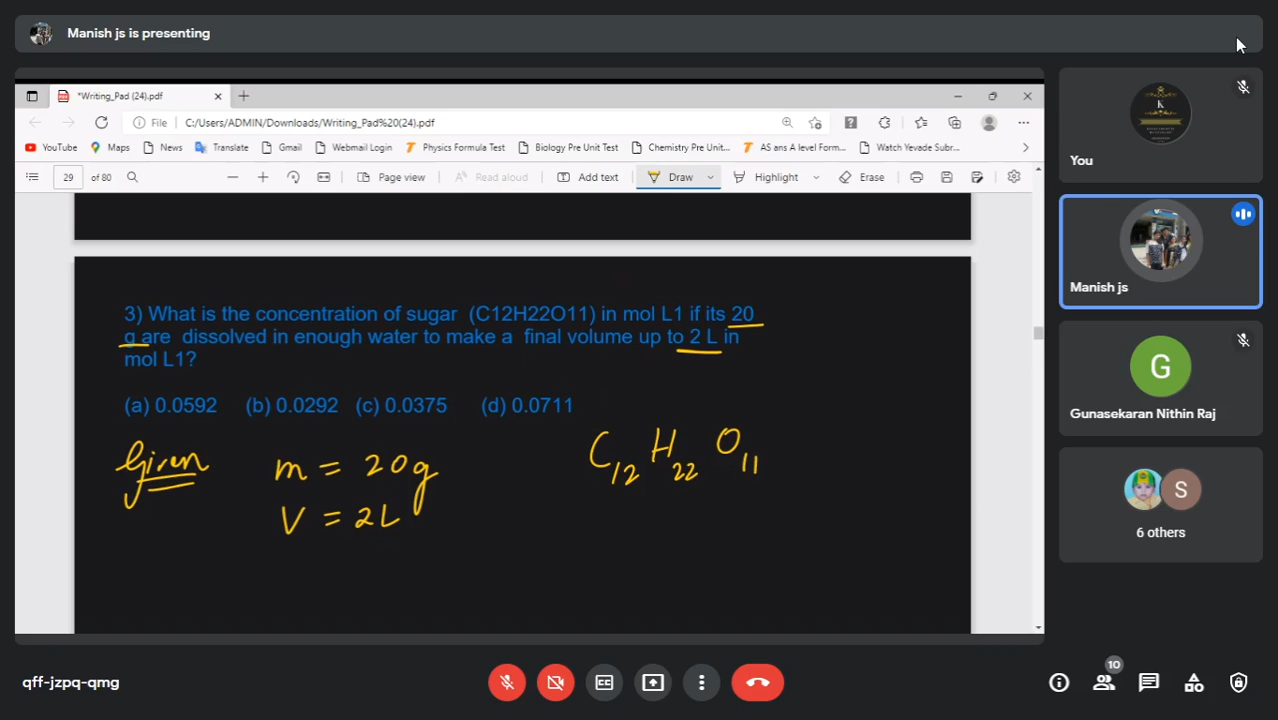 Manish js is presenting
*Writing_Pad (24).pdf
File C:/Users/ADMIN/Downloads/Writing_Pad%20(24).pdf
YouTube Maps News Translate Gmail Webmail Login Physics Formula Test Biology Pre Unit Test Chemistry Pre Unit... AS ans A level Form... Watch Yevade Subr...
29 of 80 Page view Read aloud Add text Draw Highlight Erase
3) What is the concentration of sugar (C12H22O11) in mol L1 if its 20
g are dissolved in enough water to make a final volume up to 2 L in
mol L1?
(a) 0.0592 (b) 0.0292 (c) 0.0375 (d) 0.0711
Given m = 20g C12 H22 O11
V = 2L
K
You
Manish js
G
Gunasekaran Nithin Raj
S
6 others
qff-jzpq-qmg
CC
10